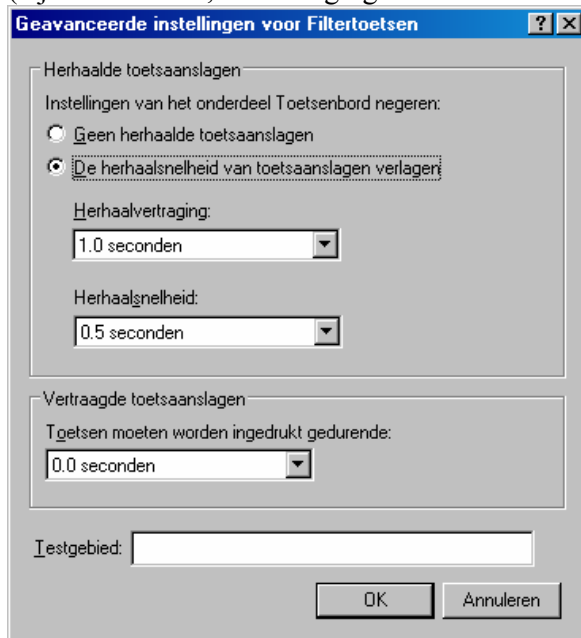 Geavanceerde instellingen voor Filtertoetsen
Herhaalde toetsaanslagen
Instellingen van het onderdeel Toetsenbord negeren:
Geen herhaalde toetsaanslagen
De herhaalsnelheid van toetsaanslagen verlagen
Herhaalvertraging:
1.0 seconden
Herhaalsnelheid:
0.5 seconden
Vertraagde toetsaanslagen
Toetsen moeten worden ingedrukt gedurende:
0.0 seconden
Testgebied:
OK Annuleren